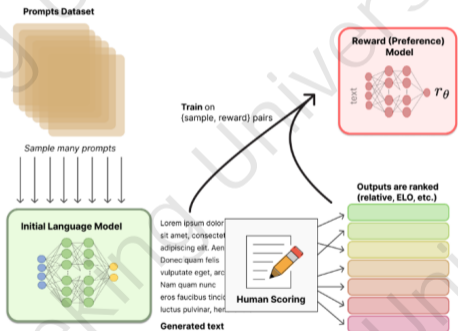 Prompts Dataset
Reward (Preference)
Model
text
rθ
Train on
{sample, reward} pairs
Sample many prompts
Outputs are ranked
(relative, ELO, etc.)
Initial Language Model
Lorem ipsum dolor
sit amet, consectet
adipiscing elit. Aen
Donec quam felis
vulputate eget, arc
Nam quam nunc
eros faucibus tincic
luctus pulvinar, her
Human Scoring
Generated text